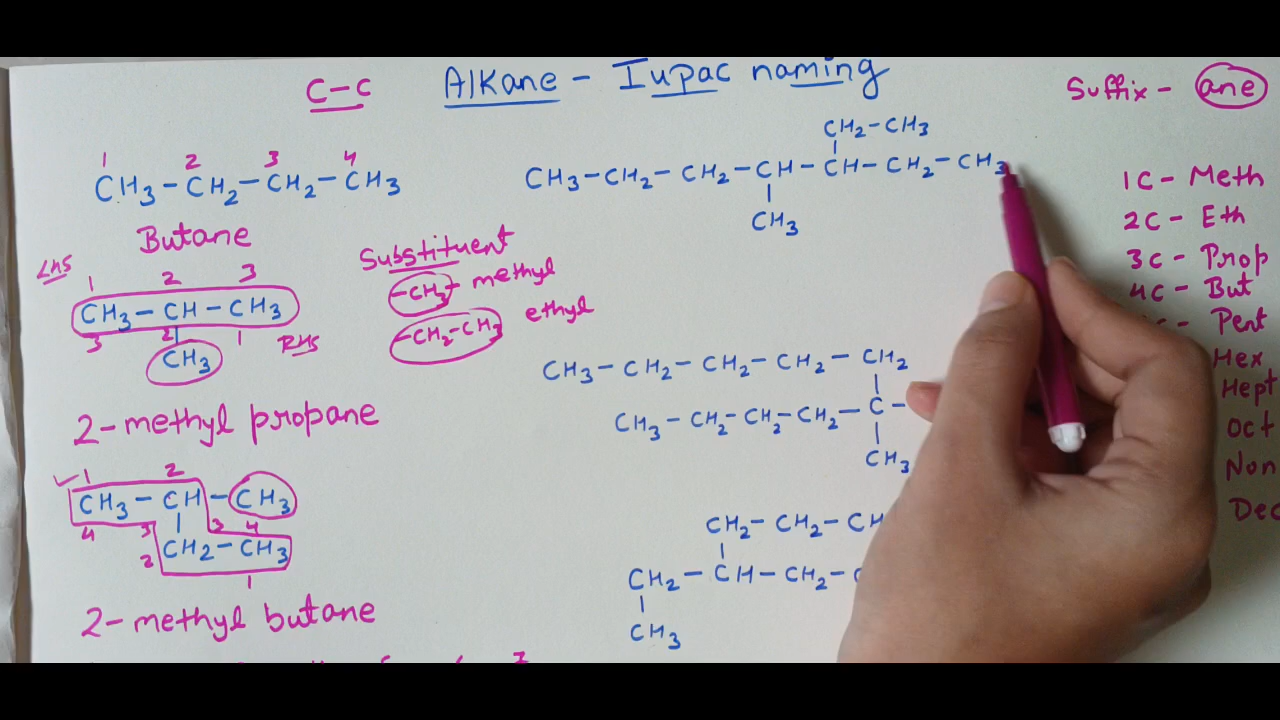 C-C Alkane - Iupac naming Suffix - ane
1 2 3 4
CH3-CH2-CH2-CH3
Butane
LHS
1 2 3
CH3-CH-CH3
3 2 1 RHS
CH3
2-methyl propane
1 2
CH3-CH-CH3
4 3 3 4
2 CH2-CH3
1
2-methyl butane
Substituent
-CH3- methyl
-CH2-CH3 ethyl
CH2-CH3
CH3-CH2-CH2-CH-CH-CH2-CH3
CH3
CH3-CH2-CH2-CH2-CH2
CH3-CH2-CH2-CH2-C-
CH3
CH2-CH2-CH
CH2-CH-CH2-
CH3
1C- Meth
2C- Eth
3C- Prop
4C- But
C- Pent
Hex
Hept
Oct
Non
Dec